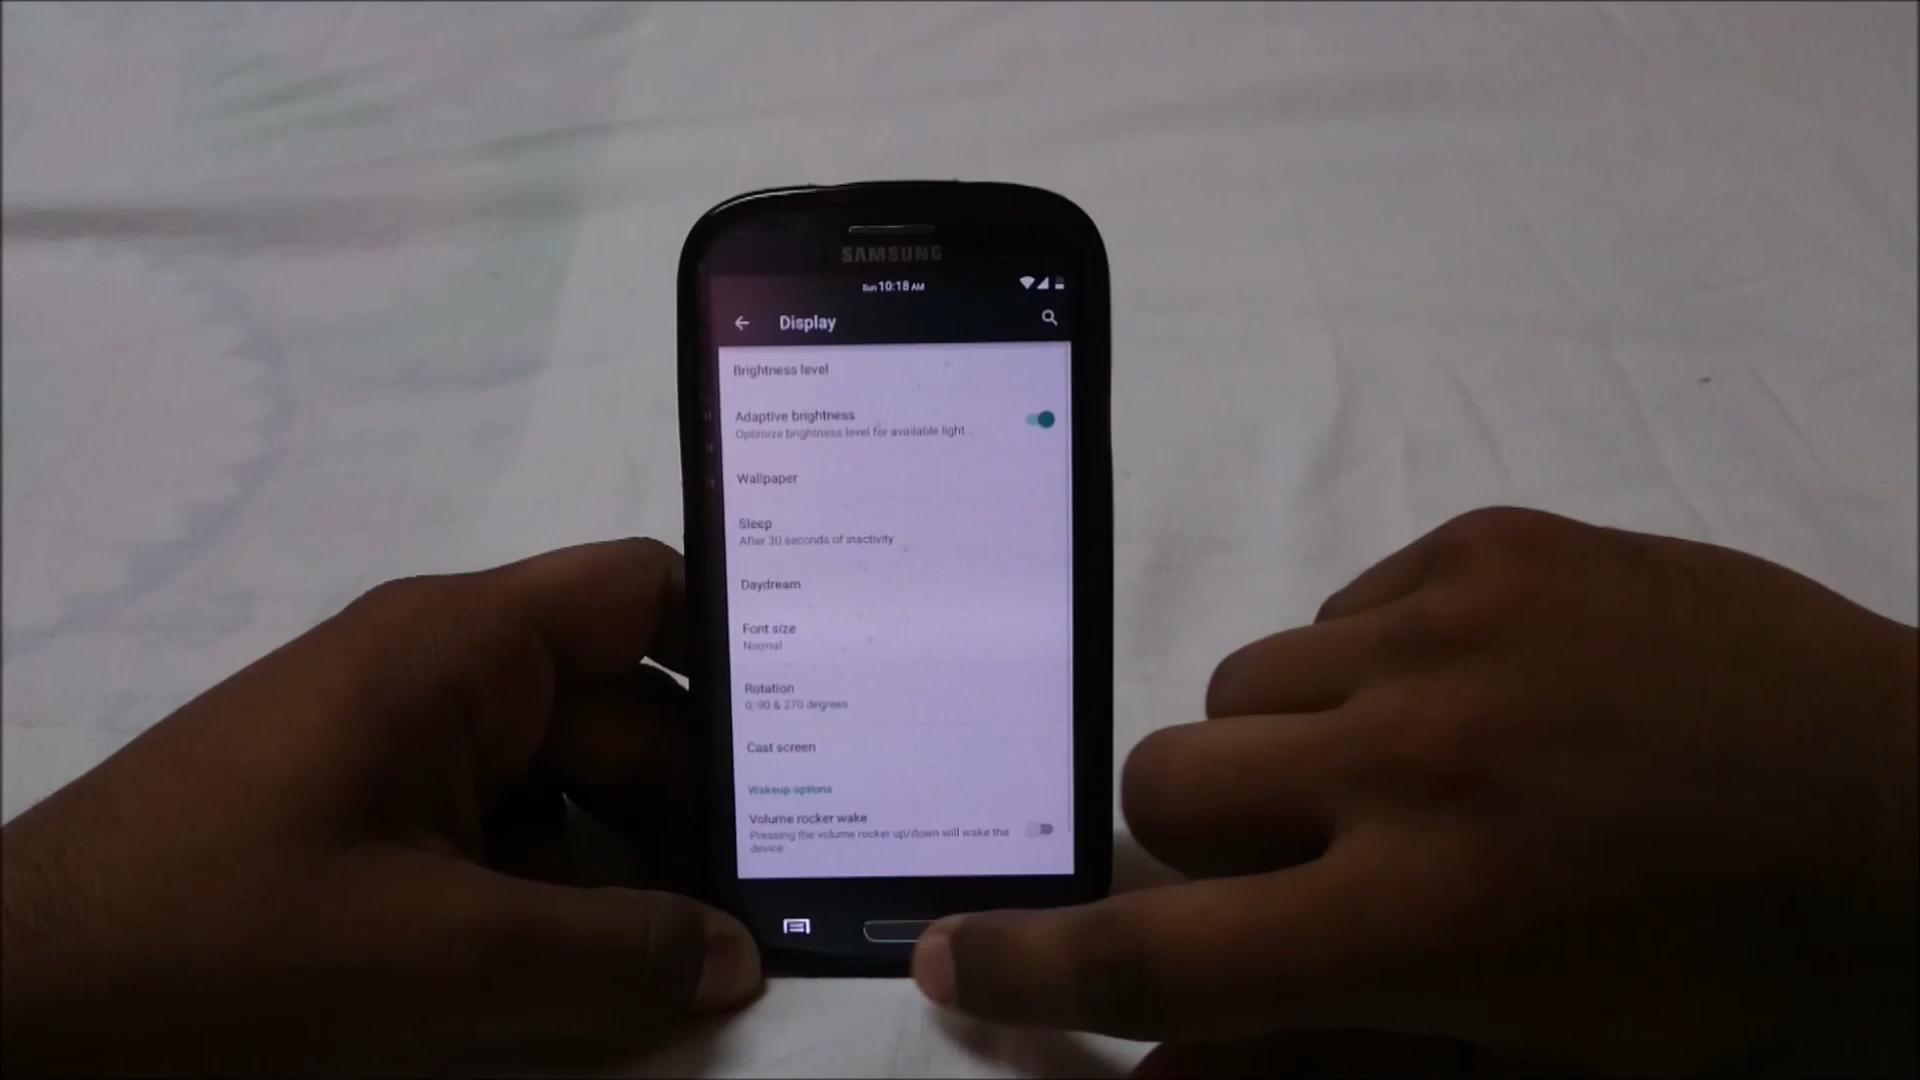 SAMSUNG
Sun 10:18 AM
Display
Brightness level
Adaptive brightness
Optimize brightness level for available light
Wallpaper
Sleep
After 30 seconds of inactivity
Daydream
Font size
Normal
Rotation
0, 90 & 270 degrees
Cast screen
Wakeup options
Volume rocker wake
Pressing the volume rocker up/down will wake the
device